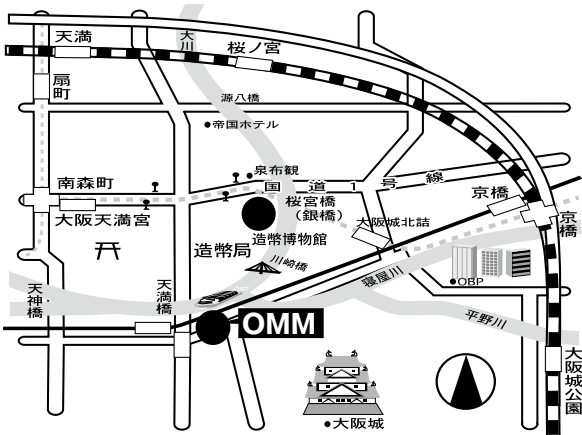 大川
天満
桜ノ宮
扇町
源八橋
帝国ホテル
泉布観
国道1号線
南森町
桜宮橋
（銀橋）
京橋
大阪天満宮
大阪城北詰
京橋
造幣博物館
造幣局
川崎橋
OBP
寝屋川
天神橋
天満橋
OMM
平野川
大阪城公園
大阪城